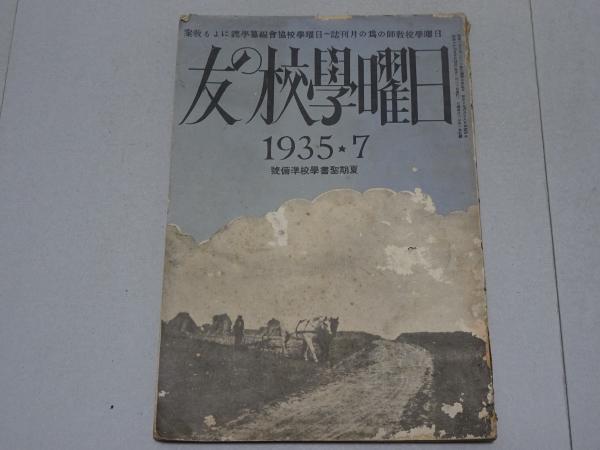 日曜學校教師の爲の月刊誌―日曜學校協會編纂學課による教案
日曜學校の友
1935★7
夏期聖書學校準備號